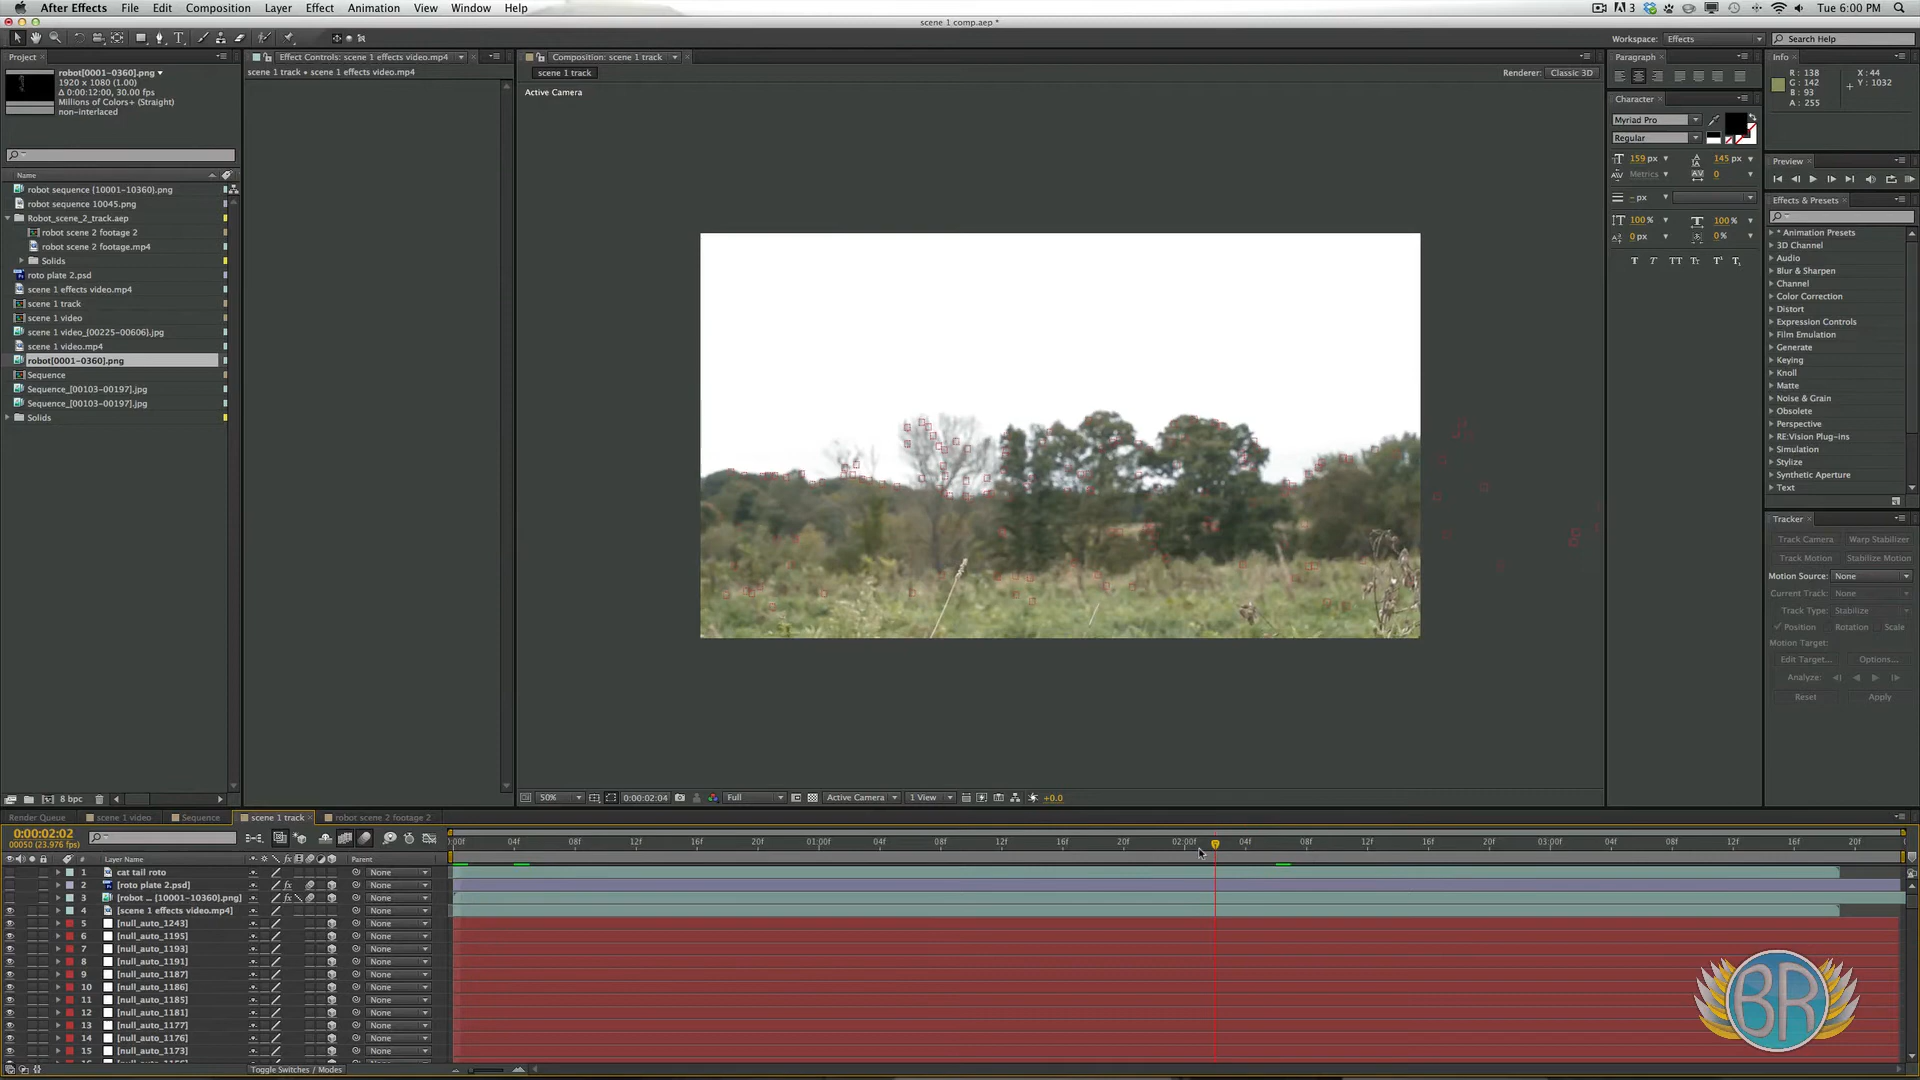 After Effects File Edit Composition Layer Effect Animation View Window Help
3 Tue 6:00 PM
scene 1 comp.aep *
Workspace: Effects Search Help
Project Effect Controls: scene 1 effects video.mp4 Composition: scene 1 track Paragraph Info
robot[0001-0360].png
1920 x 1080 (1.00)
Δ 0:00:12:00, 30.00 fps
Millions of Colors+ (Straight)
non-interlaced
scene 1 track • scene 1 effects video.mp4
scene 1 track
Renderer: Classic 3D
Active Camera
R: 138
G: 142
B: 93
A: 255
X: 44
Y: 1032
Character
Myriad Pro
Regular
159 px 145 px
Metrics 0
- px
100% 100%
0 px 0%
T T TT Tt T¹ T₁
Preview
Effects & Presets
* Animation Presets
3D Channel
Audio
Blur & Sharpen
Channel
Color Correction
Distort
Expression Controls
Film Emulation
Generate
Keying
Knoll
Matte
Noise & Grain
Obsolete
Perspective
RE:Vision Plug-ins
Simulation
Stylize
Synthetic Aperture
Text
Tracker
Track Camera Warp Stabilizer
Track Motion Stabilize Motion
Motion Source: None
Current Track: None
Track Type: Stabilize
Position Rotation Scale
Motion Target:
Edit Target... Options...
Analyze:
Reset Apply
Name
robot sequence [10001-10360].png
robot sequence 10045.png
Robot_scene_2_track.aep
robot scene 2 footage 2
robot scene 2 footage.mp4
Solids
roto plate 2.psd
scene 1 effects video.mp4
scene 1 track
scene 1 video
scene 1 video_[00225-00606].jpg
scene 1 video.mp4
robot[0001-0360].png
Sequence
Sequence_[00103-00197].jpg
Sequence_[00103-00197].jpg
Solids
8 bpc
50% 0:00:02:04 Full Active Camera 1 View +0.0
Render Queue scene 1 video Sequence scene 1 track robot scene 2 footage 2
0:00:02:02
00050 (23.976 fps)
:00f 04f 08f 12f 16f 20f 01:00f 04f 08f 12f 16f 20f 02:00f 04f 08f 12f 16f 20f 03:00f 04f 08f 12f 16f 20f
# Layer Name Parent
1 cat tail roto None
2 [roto plate 2.psd] None
3 [robot ... [10001-10360].png] None
4 [scene 1 effects video.mp4] None
5 [null_auto_1243] None
6 [null_auto_1195] None
7 [null_auto_1193] None
8 [null_auto_1191] None
9 [null_auto_1187] None
10 [null_auto_1186] None
11 [null_auto_1185] None
12 [null_auto_1181] None
13 [null_auto_1177] None
14 [null_auto_1176] None
15 [null_auto_1173] None
Toggle Switches / Modes
BR